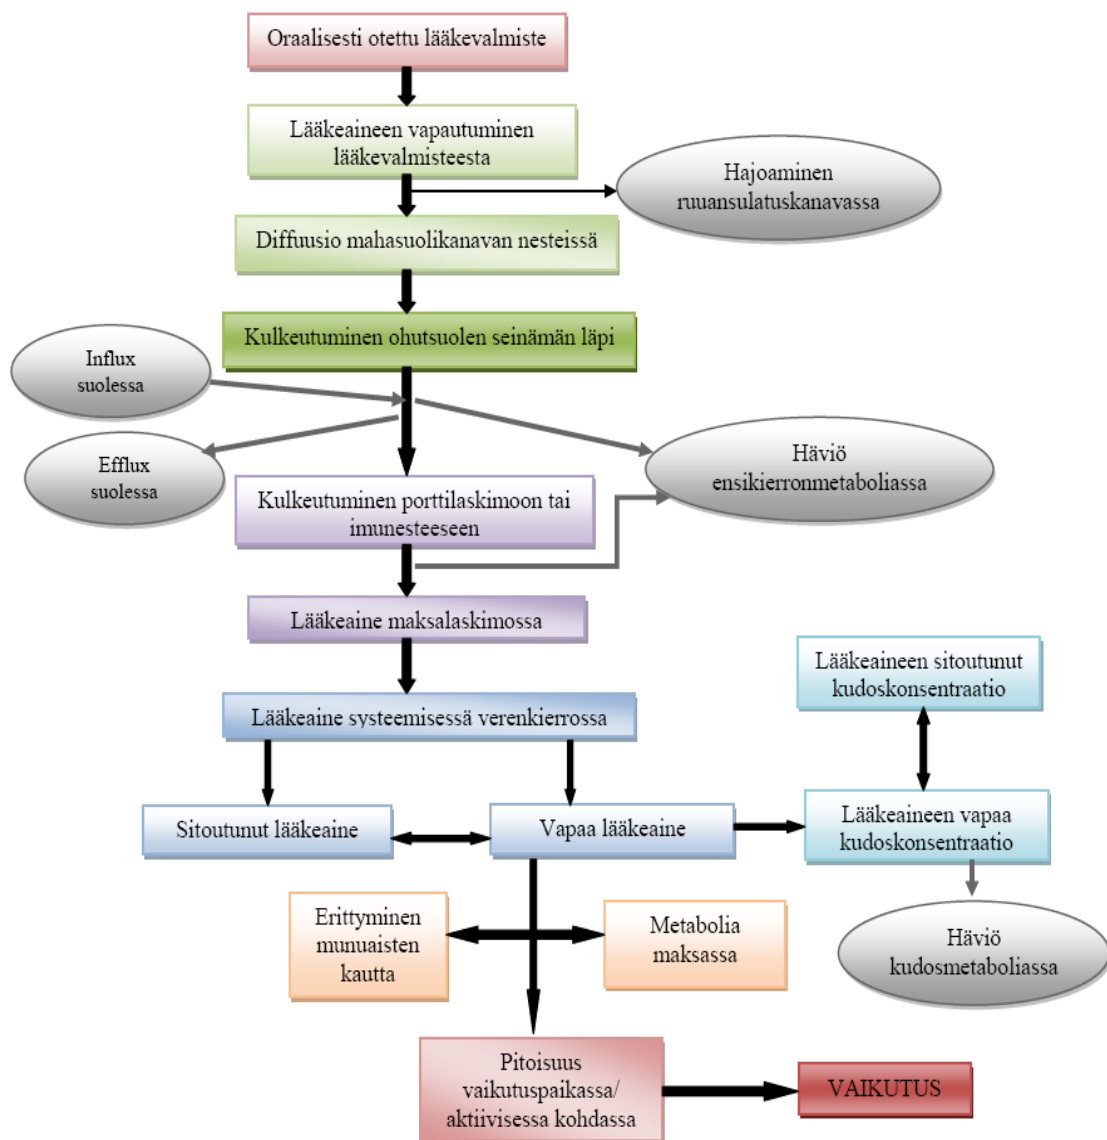 Oraalisesti otettu lääkevalmiste
Lääkeaineen vapautuminen
lääkevalmisteesta
Hajoaminen
ruuansulatuskanavassa
Diffuusio mahasuolikanavan nesteissä
Kulkeutuminen ohutsuolen seinämän läpi
Influx
suolessa
Efflux
suolessa
Häviö
ensikierronmetaboliassa
Kulkeutuminen porttilaskimoon tai
imunesteeseen
Lääkeaine maksalaskimossa
Lääkeaineen sitoutunut
kudoskonsentraatio
Lääkeaine systeemisessä verenkierrossa
Sitoutunut lääkeaine
Vapaa lääkeaine
Lääkeaineen vapaa
kudoskonsentraatio
Erittyminen
munuaisten
kautta
Metabolia
maksassa
Häviö
kudosmetaboliassa
Pitoisuus
vaikutuspaikassa/
aktiivisessa kohdassa
VAIKUTUS